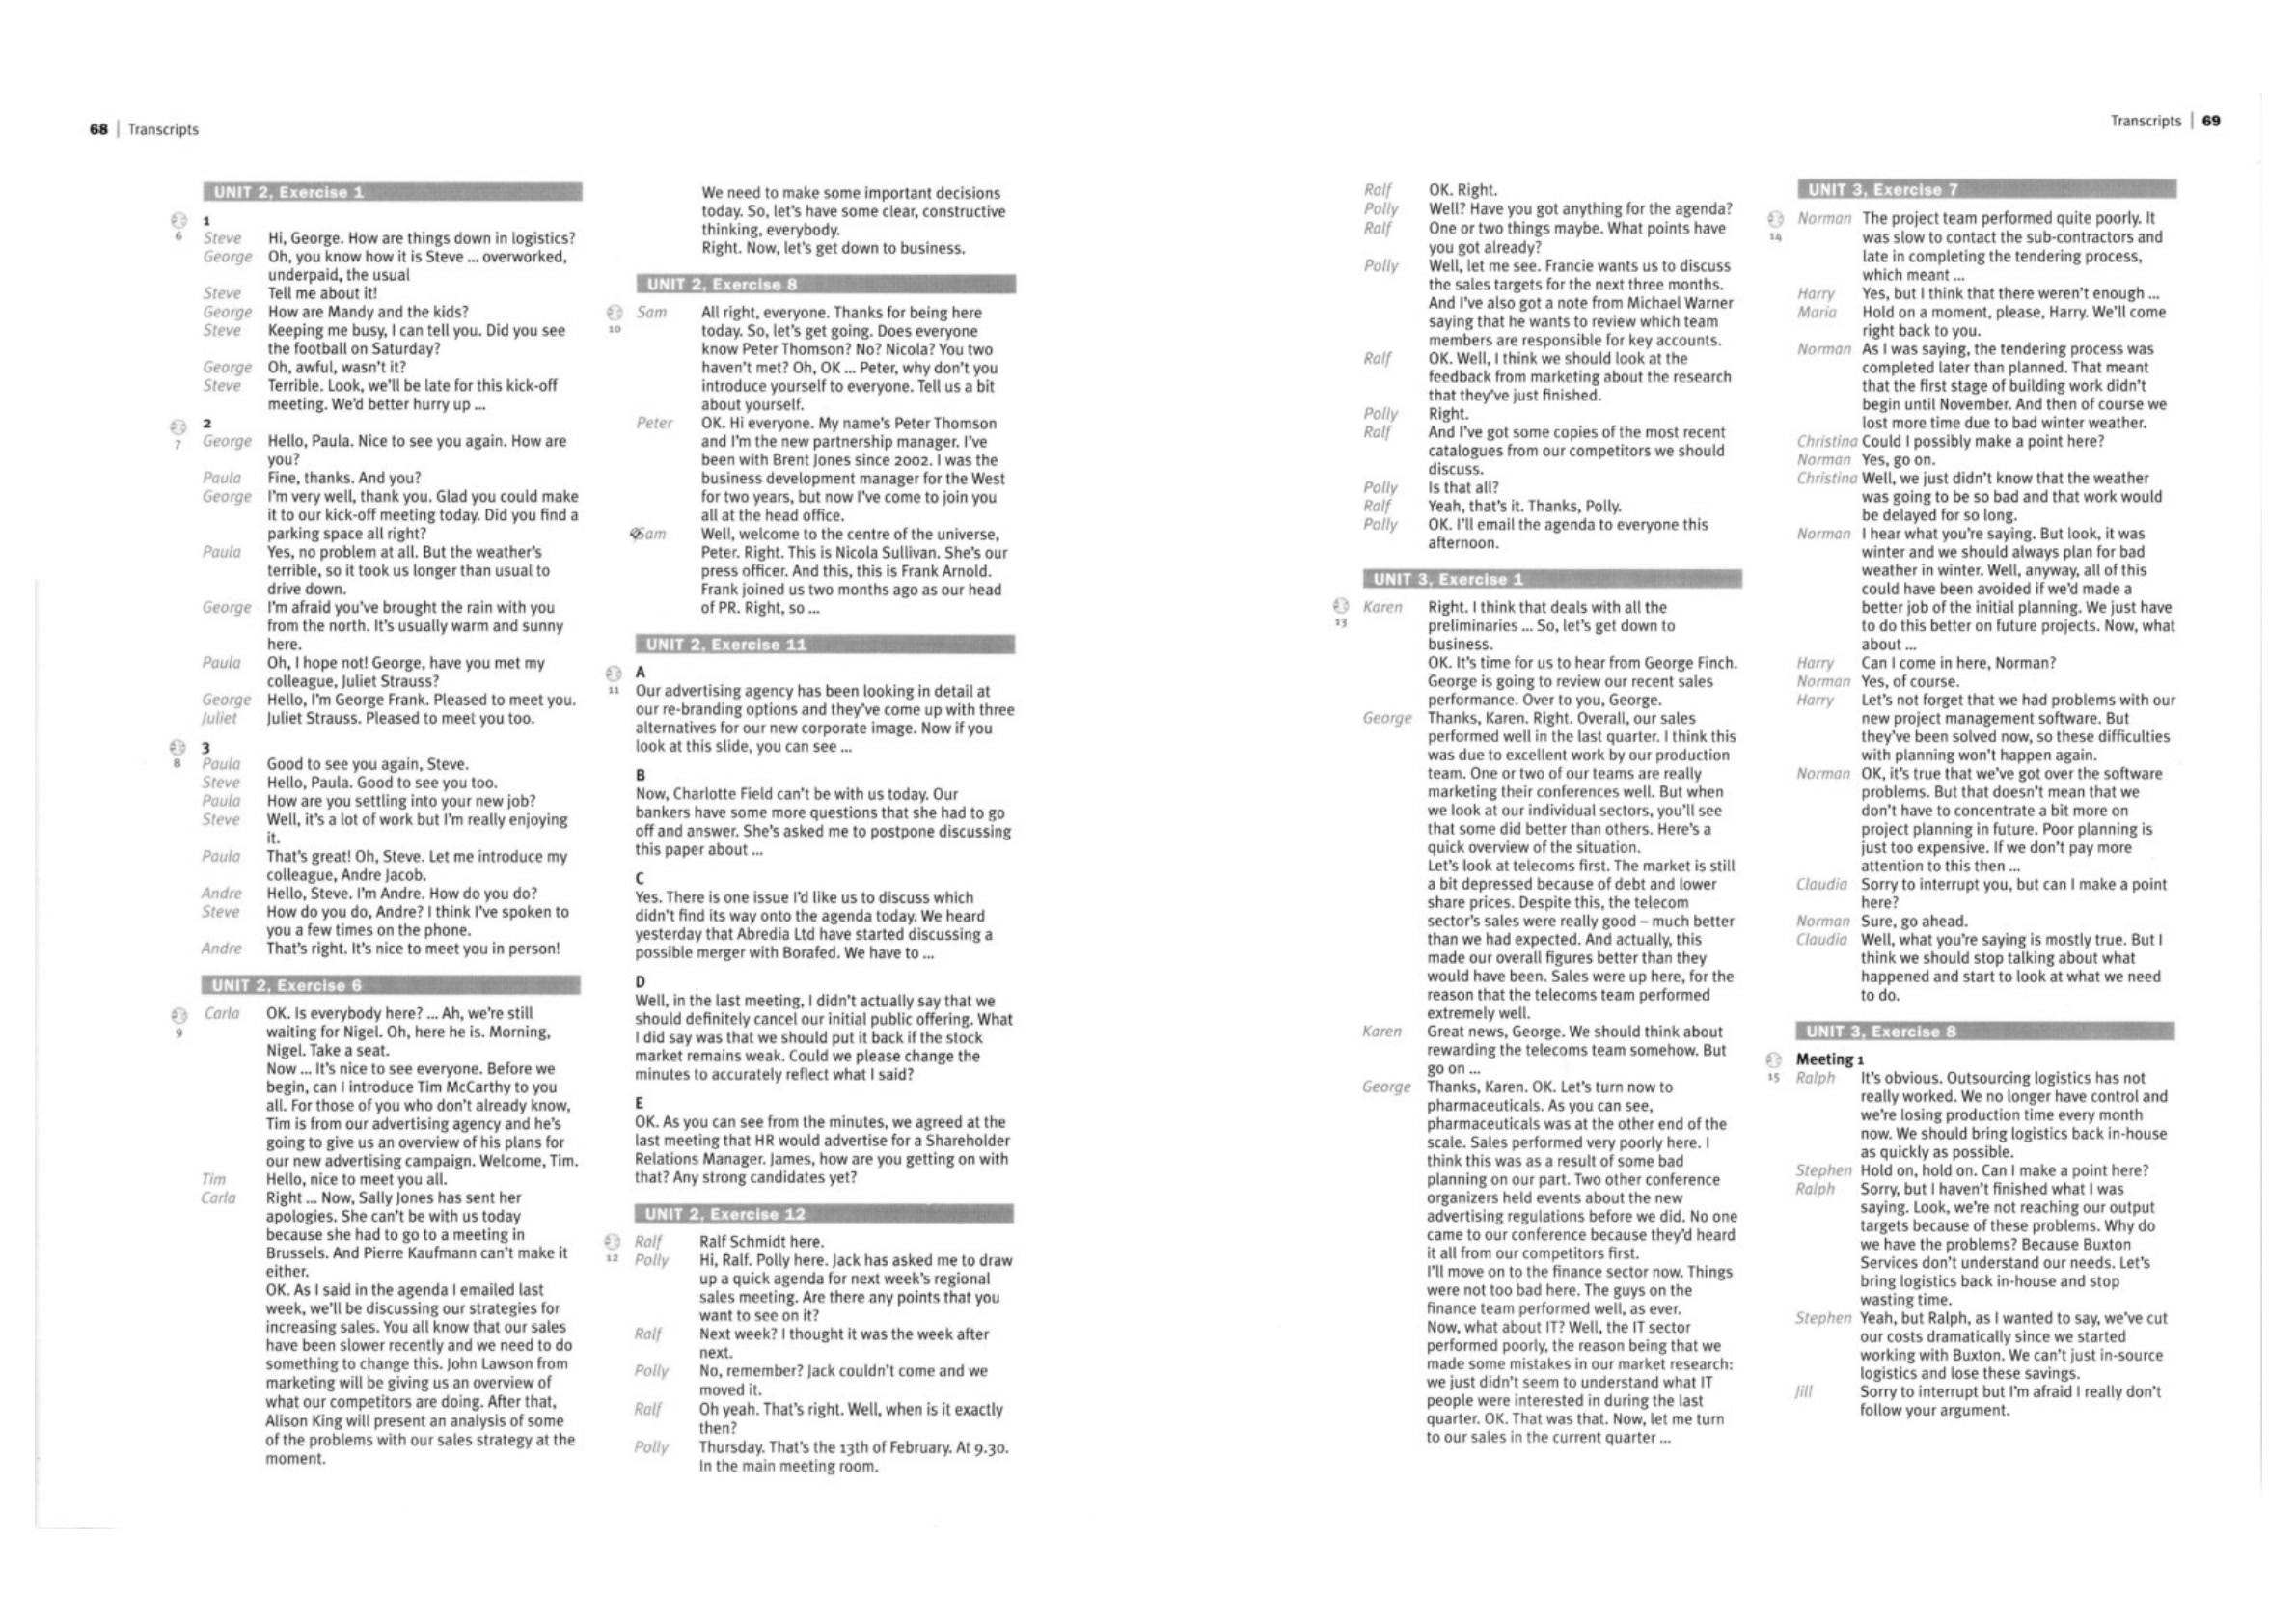 68 | Transcripts
UNIT 2, Exercise 1
1
6
Steve Hi, George. How are things down in logistics?
George Oh, you know how it is Steve ... overworked,
underpaid, the usual
Steve Tell me about it!
George How are Mandy and the kids?
Steve Keeping me busy, I can tell you. Did you see
the football on Saturday?
George Oh, awful, wasn't it?
Steve Terrible. Look, we'll be late for this kick-off
meeting. We'd better hurry up ...
2
7 George Hello, Paula. Nice to see you again. How are
you?
Paula Fine, thanks. And you?
George I'm very well, thank you. Glad you could make
it to our kick-off meeting today. Did you find a
parking space all right?
Paula Yes, no problem at all. But the weather's
terrible, so it took us longer than usual to
drive down.
George I'm afraid you've brought the rain with you
from the north. It's usually warm and sunny
here.
Paula Oh, I hope not! George, have you met my
colleague, Juliet Strauss?
George Hello, I'm George Frank. Pleased to meet you.
Juliet Juliet Strauss. Pleased to meet you too.
3
8 Paula Good to see you again, Steve.
Steve Hello, Paula. Good to see you too.
Paula How are you settling into your new job?
Steve Well, it's a lot of work but I'm really enjoying
it.
Paula That's great! Oh, Steve. Let me introduce my
colleague, Andre Jacob.
Andre Hello, Steve. I'm Andre. How do you do?
Steve How do you do, Andre? I think I've spoken to
you a few times on the phone.
Andre That's right. It's nice to meet you in person!
UNIT 2, Exercise 6
9 Carla OK. Is everybody here? ... Ah, we're still
waiting for Nigel. Oh, here he is. Morning,
Nigel. Take a seat.
Now ... It's nice to see everyone. Before we
begin, can I introduce Tim McCarthy to you
all. For those of you who don't already know,
Tim is from our advertising agency and he's
going to give us an overview of his plans for
our new advertising campaign. Welcome, Tim.
Tim Hello, nice to meet you all.
Carla Right ... Now, Sally Jones has sent her
apologies. She can't be with us today
because she had to go to a meeting in
Brussels. And Pierre Kaufmann can't make it
either.
OK. As I said in the agenda I emailed last
week, we'll be discussing our strategies for
increasing sales. You all know that our sales
have been slower recently and we need to do
something to change this. John Lawson from
marketing will be giving us an overview of
what our competitors are doing. After that,
Alison King will present an analysis of some
of the problems with our sales strategy at the
moment.
We need to make some important decisions
today. So, let's have some clear, constructive
thinking, everybody.
Right. Now, let's get down to business.
UNIT 2, Exercise 8
10 Sam All right, everyone. Thanks for being here
today. So, let's get going. Does everyone
know Peter Thomson? No? Nicola? You two
haven't met? Oh, OK ... Peter, why don't you
introduce yourself to everyone. Tell us a bit
about yourself.
Peter OK. Hi everyone. My name's Peter Thomson
and I'm the new partnership manager. I've
been with Brent Jones since 2002. I was the
business development manager for the West
for two years, but now I've come to join you
all at the head office.
Sam Well, welcome to the centre of the universe,
Peter. Right. This is Nicola Sullivan. She's our
press officer. And this, this is Frank Arnold.
Frank joined us two months ago as our head
of PR. Right, so ...
UNIT 2, Exercise 11
A
11 Our advertising agency has been looking in detail at
our re-branding options and they've come up with three
alternatives for our new corporate image. Now if you
look at this slide, you can see ...
B
Now, Charlotte Field can't be with us today. Our
bankers have some more questions that she had to go
off and answer. She's asked me to postpone discussing
this paper about ...
C
Yes. There is one issue I'd like us to discuss which
didn't find its way onto the agenda today. We heard
yesterday that Abredia Ltd have started discussing a
possible merger with Borafed. We have to ...
D
Well, in the last meeting, I didn't actually say that we
should definitely cancel our initial public offering. What
I did say was that we should put it back if the stock
market remains weak. Could we please change the
minutes to accurately reflect what I said?
E
OK. As you can see from the minutes, we agreed at the
last meeting that HR would advertise for a Shareholder
Relations Manager. James, how are you getting on with
that? Any strong candidates yet?
UNIT 2, Exercise 12
Ralf Ralf Schmidt here.
12 Polly Hi, Ralf. Polly here. Jack has asked me to draw
up a quick agenda for next week's regional
sales meeting. Are there any points that you
want to see on it?
Ralf Next week? I thought it was the week after
next.
Polly No, remember? Jack couldn't come and we
moved it.
Ralf Oh yeah. That's right. Well, when is it exactly
then?
Polly Thursday. That's the 13th of February. At 9.30.
In the main meeting room.
Transcripts | 69
Ralf OK. Right.
Polly Well? Have you got anything for the agenda?
Ralf One or two things maybe. What points have
you got already?
Polly Well, let me see. Francie wants us to discuss
the sales targets for the next three months.
And I've also got a note from Michael Warner
saying that he wants to review which team
members are responsible for key accounts.
Ralf OK. Well, I think we should look at the
feedback from marketing about the research
that they've just finished.
Polly Right.
Ralf And I've got some copies of the most recent
catalogues from our competitors we should
discuss.
Polly Is that all?
Ralf Yeah, that's it. Thanks, Polly.
Polly OK. I'll email the agenda to everyone this
afternoon.
UNIT 3, Exercise 1
13 Karen Right. I think that deals with all the
preliminaries ... So, let's get down to
business.
OK. It's time for us to hear from George Finch.
George is going to review our recent sales
performance. Over to you, George.
George Thanks, Karen. Right. Overall, our sales
performed well in the last quarter. I think this
was due to excellent work by our production
team. One or two of our teams are really
marketing their conferences well. But when
we look at our individual sectors, you'll see
that some did better than others. Here's a
quick overview of the situation.
Let's look at telecoms first. The market is still
a bit depressed because of debt and lower
share prices. Despite this, the telecom
sector's sales were really good – much better
than we had expected. And actually, this
made our overall figures better than they
would have been. Sales were up here, for the
reason that the telecoms team performed
extremely well.
Karen Great news, George. We should think about
rewarding the telecoms team somehow. But
go on ...
George Thanks, Karen. OK. Let's turn now to
pharmaceuticals. As you can see,
pharmaceuticals was at the other end of the
scale. Sales performed very poorly here. I
think this was as a result of some bad
planning on our part. Two other conference
organizers held events about the new
advertising regulations before we did. No one
came to our conference because they'd heard
it all from our competitors first.
I'll move on to the finance sector now. Things
were not too bad here. The guys on the
finance team performed well, as ever.
Now, what about IT? Well, the IT sector
performed poorly, the reason being that we
made some mistakes in our market research:
we just didn't seem to understand what IT
people were interested in during the last
quarter. OK. That was that. Now, let me turn
to our sales in the current quarter ...
UNIT 3, Exercise 7
14 Norman The project team performed quite poorly. It
was slow to contact the sub-contractors and
late in completing the tendering process,
which meant ...
Harry Yes, but I think that there weren't enough ...
Maria Hold on a moment, please, Harry. We'll come
right back to you.
Norman As I was saying, the tendering process was
completed later than planned. That meant
that the first stage of building work didn't
begin until November. And then of course we
lost more time due to bad winter weather.
Christina Could I possibly make a point here?
Norman Yes, go on.
Christina Well, we just didn't know that the weather
was going to be so bad and that work would
be delayed for so long.
Norman I hear what you're saying. But look, it was
winter and we should always plan for bad
weather in winter. Well, anyway, all of this
could have been avoided if we'd made a
better job of the initial planning. We just have
to do this better on future projects. Now, what
about ...
Harry Can I come in here, Norman?
Norman Yes, of course.
Harry Let's not forget that we had problems with our
new project management software. But
they've been solved now, so these difficulties
with planning won't happen again.
Norman OK, it's true that we've got over the software
problems. But that doesn't mean that we
don't have to concentrate a bit more on
project planning in future. Poor planning is
just too expensive. If we don't pay more
attention to this then ...
Claudia Sorry to interrupt you, but can I make a point
here?
Norman Sure, go ahead.
Claudia Well, what you're saying is mostly true. But I
think we should stop talking about what
happened and start to look at what we need
to do.
UNIT 3, Exercise 8
Meeting 1
15 Ralph It's obvious. Outsourcing logistics has not
really worked. We no longer have control and
we're losing production time every month
now. We should bring logistics back in-house
as quickly as possible.
Stephen Hold on, hold on. Can I make a point here?
Ralph Sorry, but I haven't finished what I was
saying. Look, we're not reaching our output
targets because of these problems. Why do
we have the problems? Because Buxton
Services don't understand our needs. Let's
bring logistics back in-house and stop
wasting time.
Stephen Yeah, but Ralph, as I wanted to say, we've cut
our costs dramatically since we started
working with Buxton. We can't just in-source
logistics and lose these savings.
Jill Sorry to interrupt but I'm afraid I really don't
follow your argument.